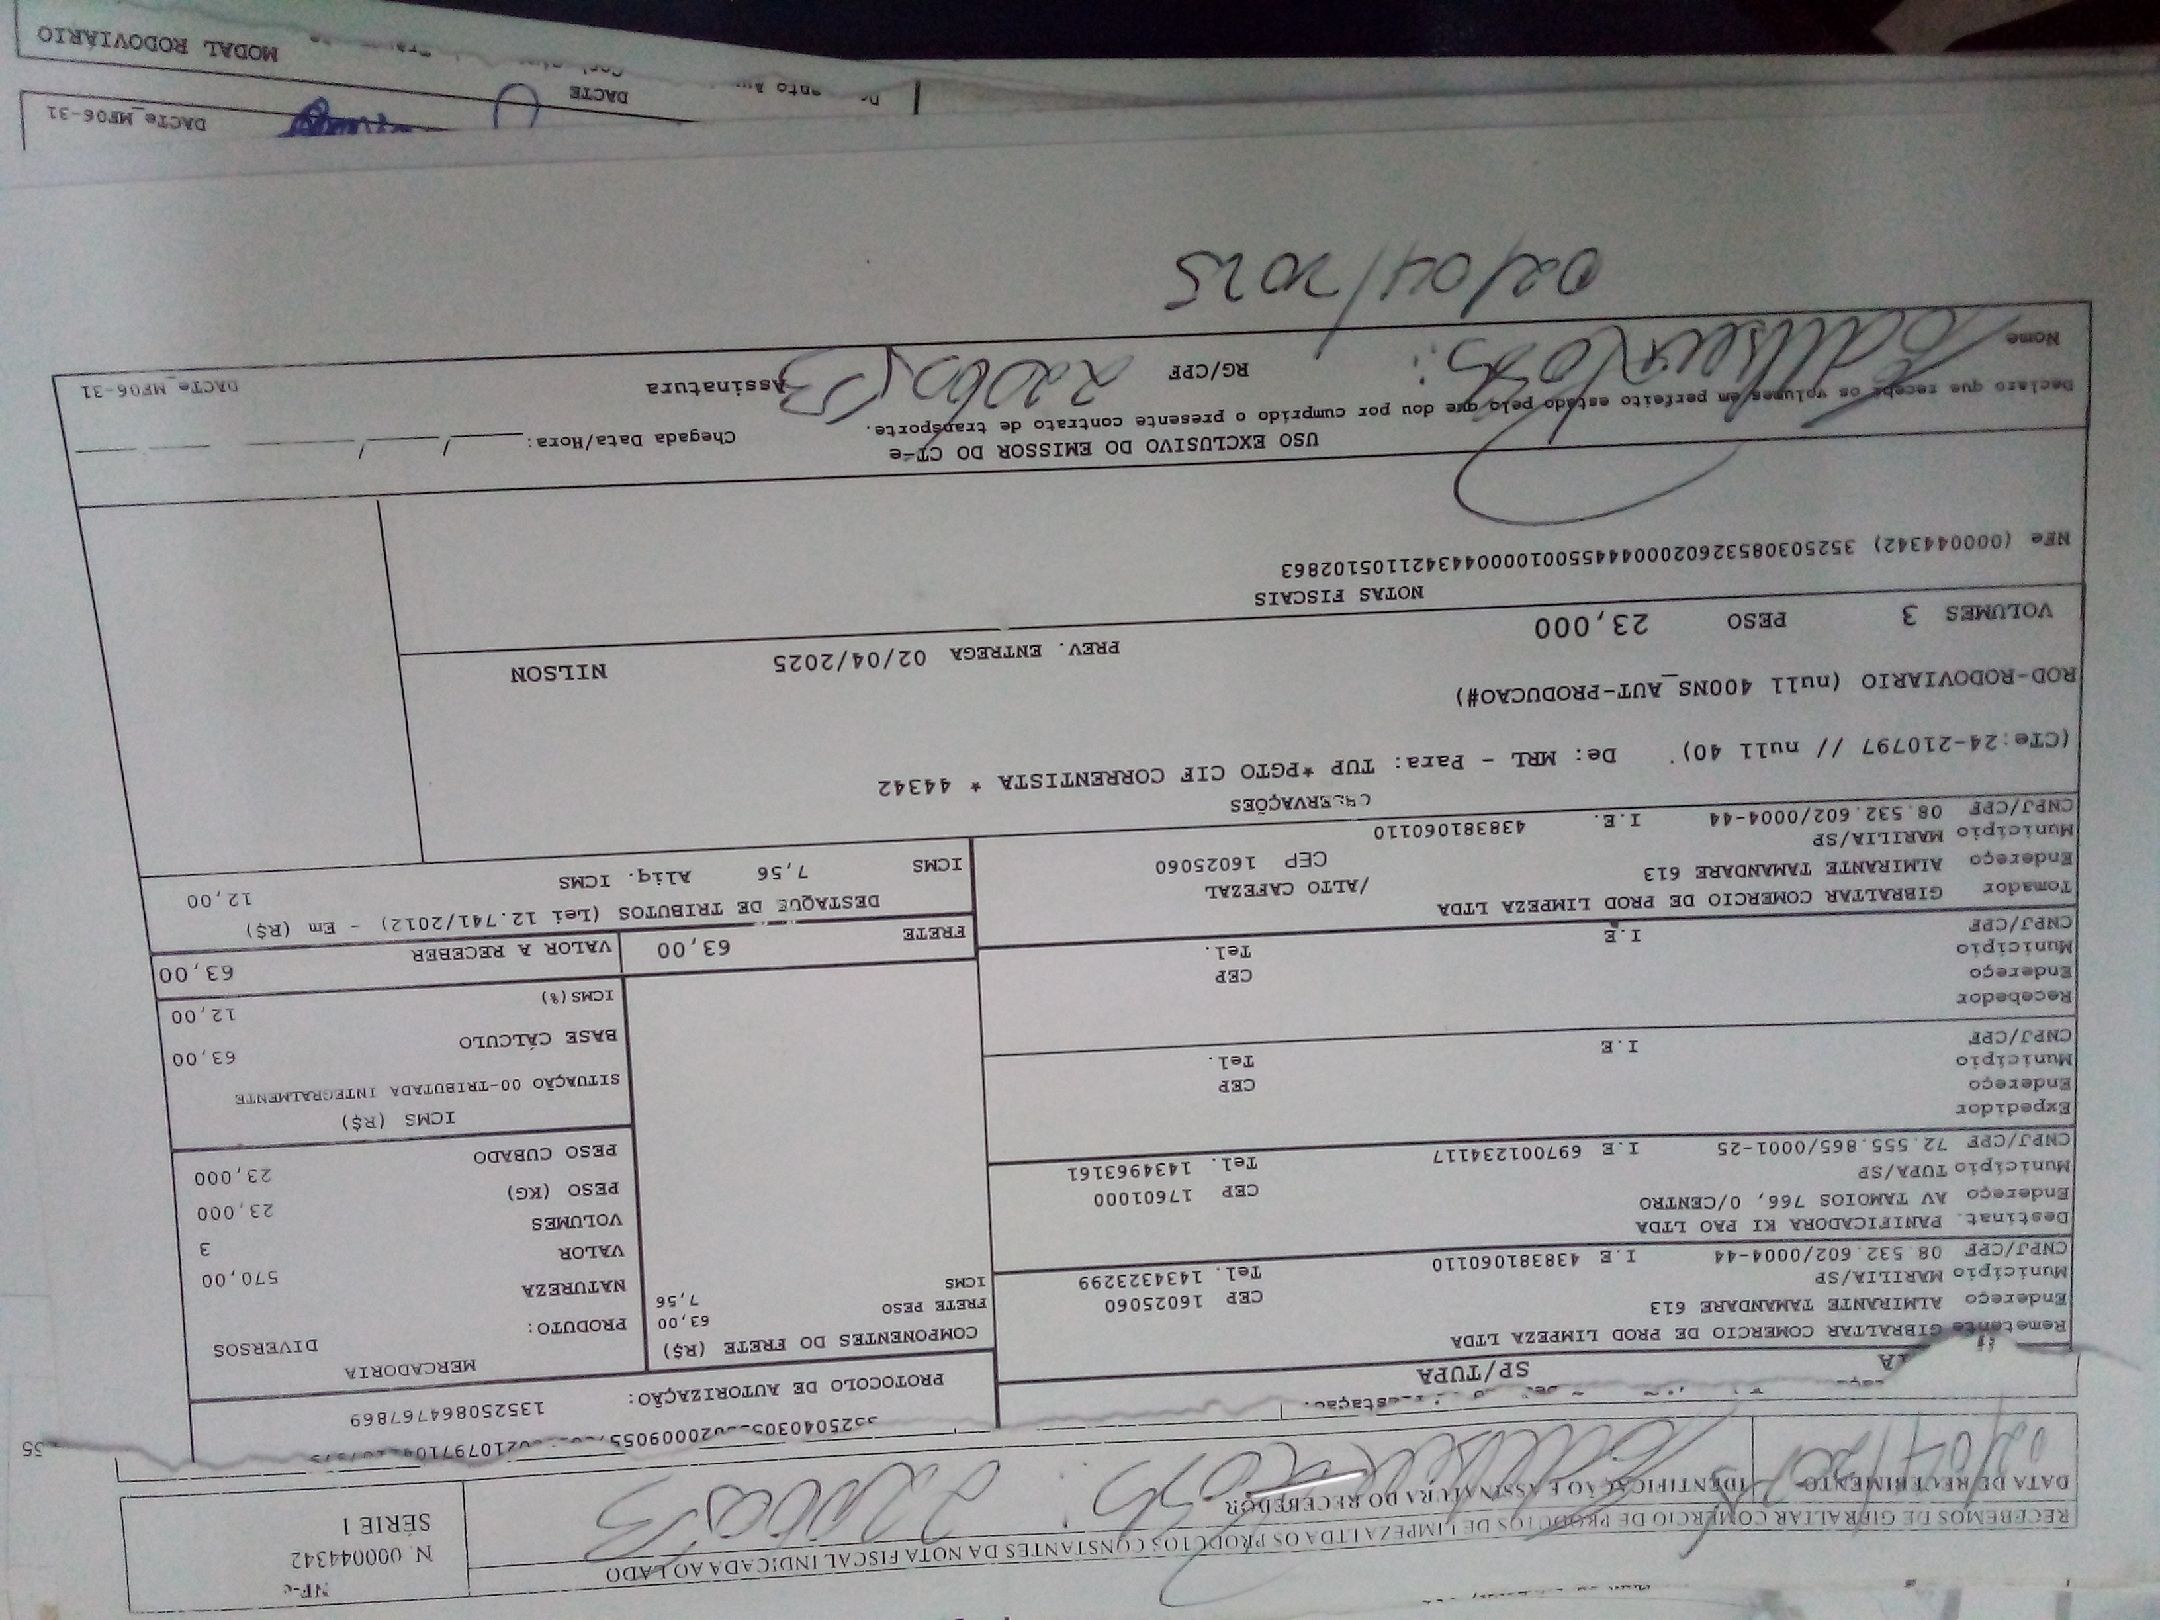 NF-e
RECEBEMOS DE GIBRALTAR COMERCIO DE PRODUTOS DE LIMPEZA LTDA OS PRODUTOS CONSTANTES DA NOTA FISCAL INDICADA AO LADO
N. 000044342
SÉRIE 1
DATA DE RECEBIMENTO
IDENTIFICAÇÃO E ASSINATURA DO RECEBEDOR
PROTOCOLO DE AUTORIZAÇÃO:
135250864767869
SP/TUPA
Remetente GIBRALTAR COMERCIO DE PROD LIMPEZA LTDA
Endereço ALMIRANTE TAMANDARE 613 CEP 16025060
Município MARILIA/SP Tel. 1434323299
CNPJ/CPF 08.532.602/0004-44 I.E 438381060110
Destinat. PANIFICADORA KI PAO LTDA
Endereço AV TAMOIOS 766, 0/CENTRO CEP 17601000
Município TUPA/SP Tel. 1434963161
CNPJ/CPF 72.555.865/0001-25 I.E 697001234117
Expedidor
Endereço CEP
Município Tel.
CNPJ/CPF I.E
Recebedor
Endereço CEP
Município Tel.
CNPJ/CPF I.E
Tomador GIBRALTAR COMERCIO DE PROD LIMPEZA LTDA /ALTO CAFEZAL
Endereço ALMIRANTE TAMANDARE 613 CEP 16025060
Município MARILIA/SP
CNPJ/CPF 08.532.602/0004-44 I.E. 438381060110
COMPONENTES DO FRETE (R$)
FRETE PESO 63,00
ICMS 7,56
MERCADORIA
PRODUTO: DIVERSOS
NATUREZA
VALOR 570,00
VOLUMES 3
PESO (KG) 23,000
PESO CUBADO 23,000
ICMS (R$)
SITUAÇÃO 00-TRIBUTADA INTEGRALMENTE
BASE CÁLCULO 63,00
ICMS(%) 12,00
FRETE 63,00 VALOR A RECEBER 63,00
DESTAQUE DE TRIBUTOS (Lei 12.741/2012) - Em (R$)
ICMS 7,56 Aliq. ICMS 12,00
(CTe:24-210797 // null 40) De: MRL - Para: TUP *PGTO CIF CORRENTISTA * 44342
ROD-RODOVIARIO (null 400NS_AUT-PRODUCAO#)
VOLUMES 3 PESO 23,000 PREV. ENTREGA 02/04/2025 NILSON
NOTAS FISCAIS
NFe (000044342) 35250308532602000444550010000443421105102863
USO EXCLUSIVO DO EMISSOR DO CT-e
Declaro que recebi os volumes em perfeito estado pelo que dou por cumprido o presente contrato de transporte.
Chegada Data/Hora: / /
Nome RG/CPF Assinatura
DACTe_MF06-31
02/04/2025
DACTe_MF06-31
DACTE
MODAL RODOVIÁRIO